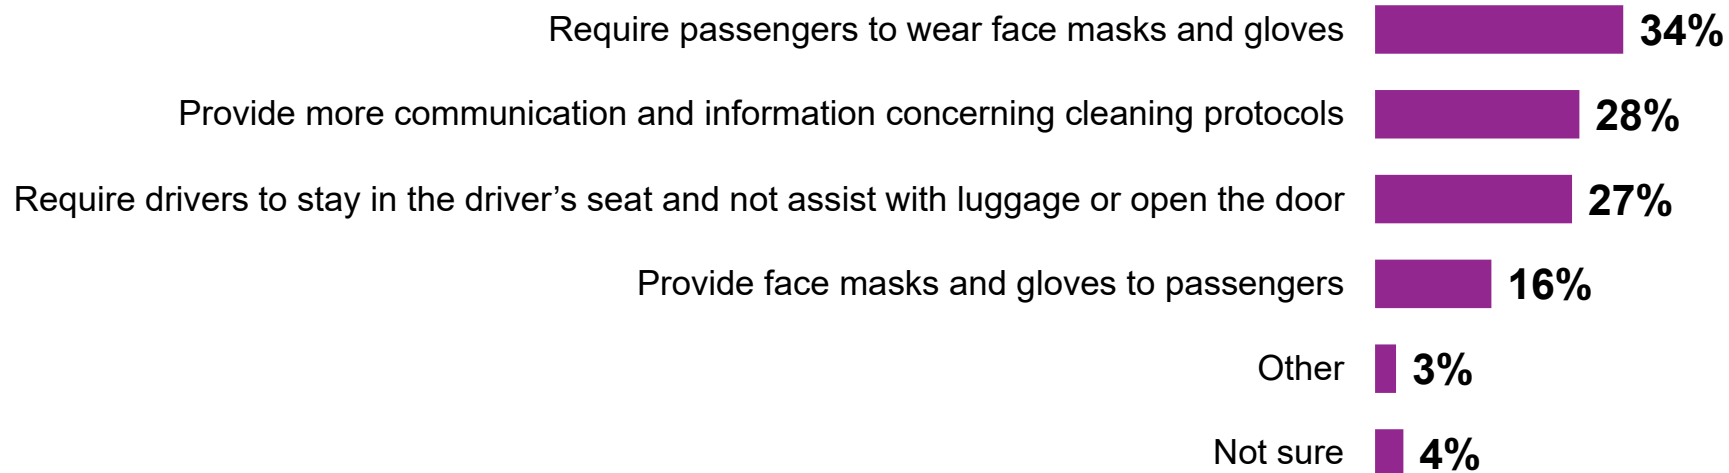 Require passengers to wear face masks and gloves 34%
Provide more communication and information concerning cleaning protocols 28%
Require drivers to stay in the driver’s seat and not assist with luggage or open the door 27%
Provide face masks and gloves to passengers 16%
Other 3%
Not sure 4%